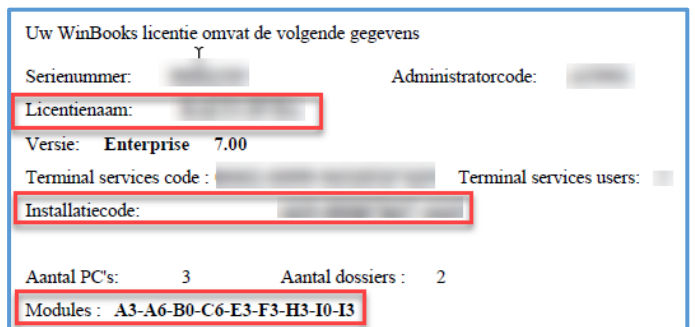 Uw WinBooks licentie omvat de volgende gegevens
Serienummer: Administratorcode:
Licentienaam:
Versie: Enterprise 7.00
Terminal services code : Terminal services users:
Installatiecode:
Aantal PC's: 3 Aantal dossiers : 2
Modules : A3-A6-B0-C6-E3-F3-H3-I0-I3